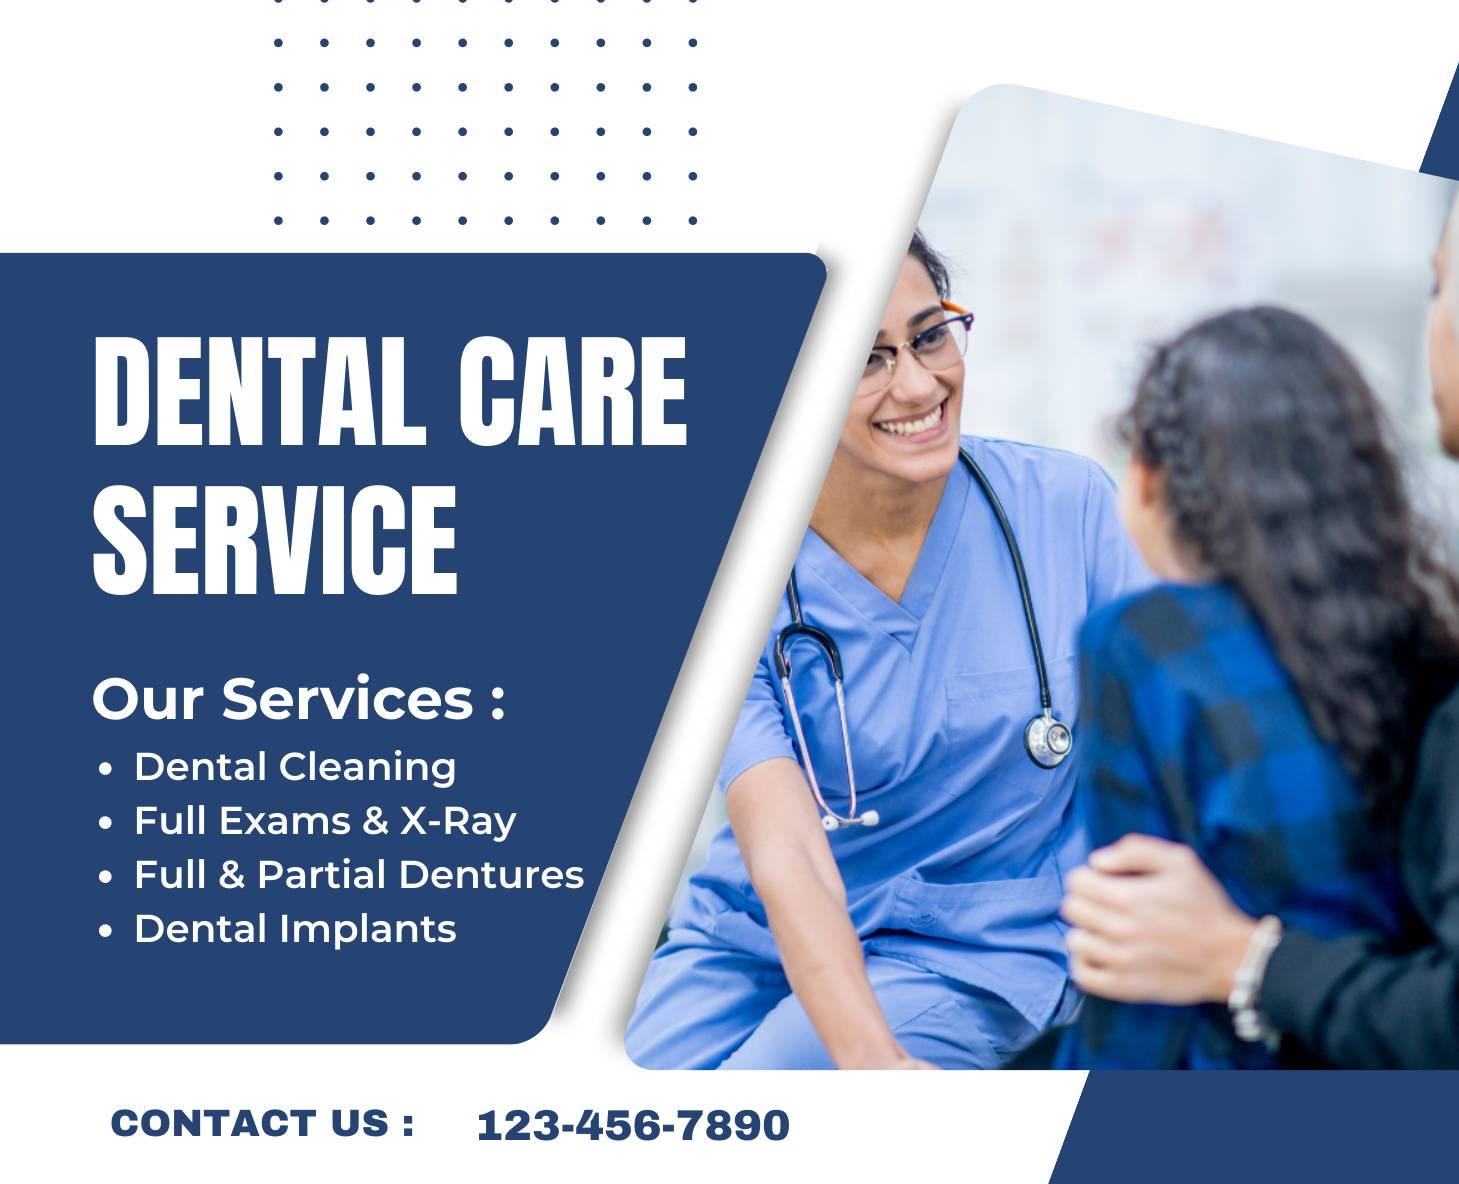 DENTAL CARE
SERVICE
Our Services :
• Dental Cleaning
• Full Exams & X-Ray
• Full & Partial Dentures
• Dental Implants
CONTACT US : 123-456-7890